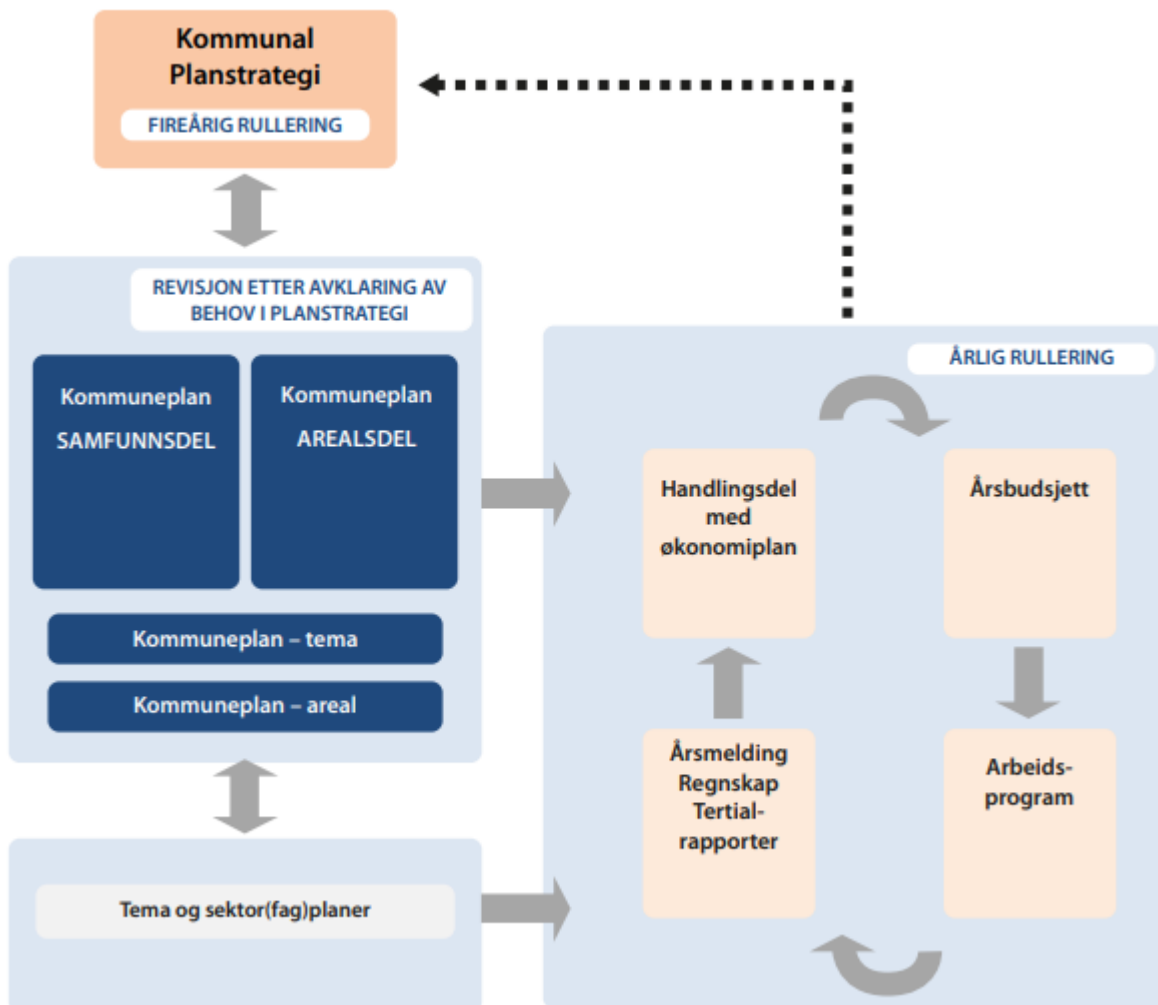 Kommunal
Planstrategi
FIREÅRIG RULLERING
REVISJON ETTER AVKLARING AV
BEHOV I PLANSTRATEGI
Kommuneplan
SAMFUNNSDEL
Kommuneplan
AREALSDEL
Kommuneplan – tema
Kommuneplan – areal
Tema og sektor(fag)planer
ÅRLIG RULLERING
Handlingsdel
med
økonomiplan
Årsbudsjett
Årsmelding
Regnskap
Tertial-
rapporter
Arbeids-
program